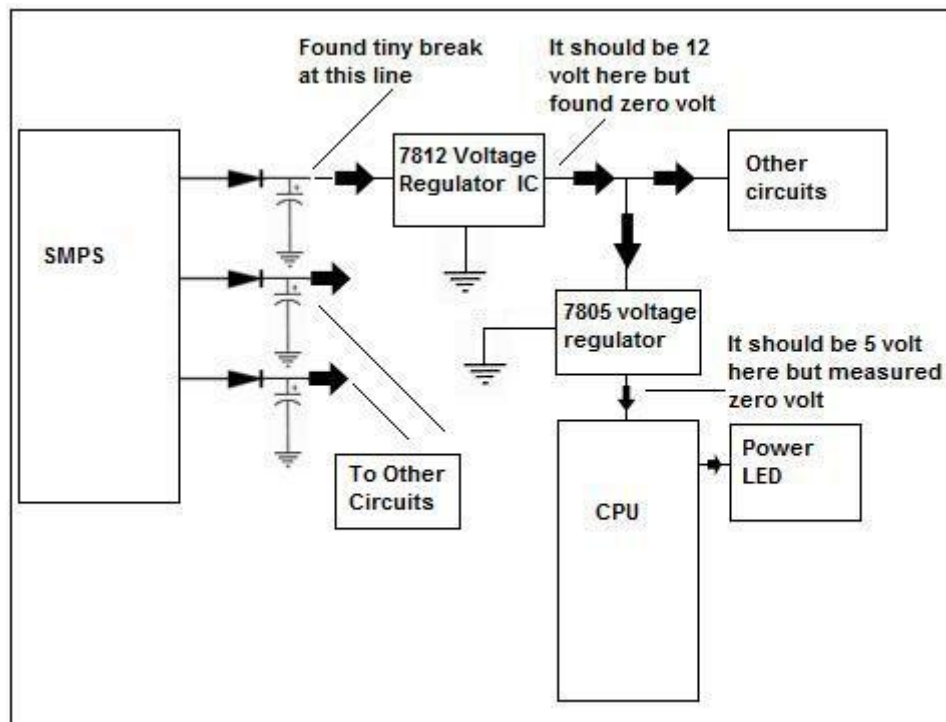 Found tiny break
at this line
It should be 12
volt here but
found zero volt
SMPS
7812 Voltage
Regulator IC
Other
circuits
7805 voltage
regulator
It should be 5 volt
here but measured
zero volt
To Other
Circuits
CPU
Power
LED
+
+
+